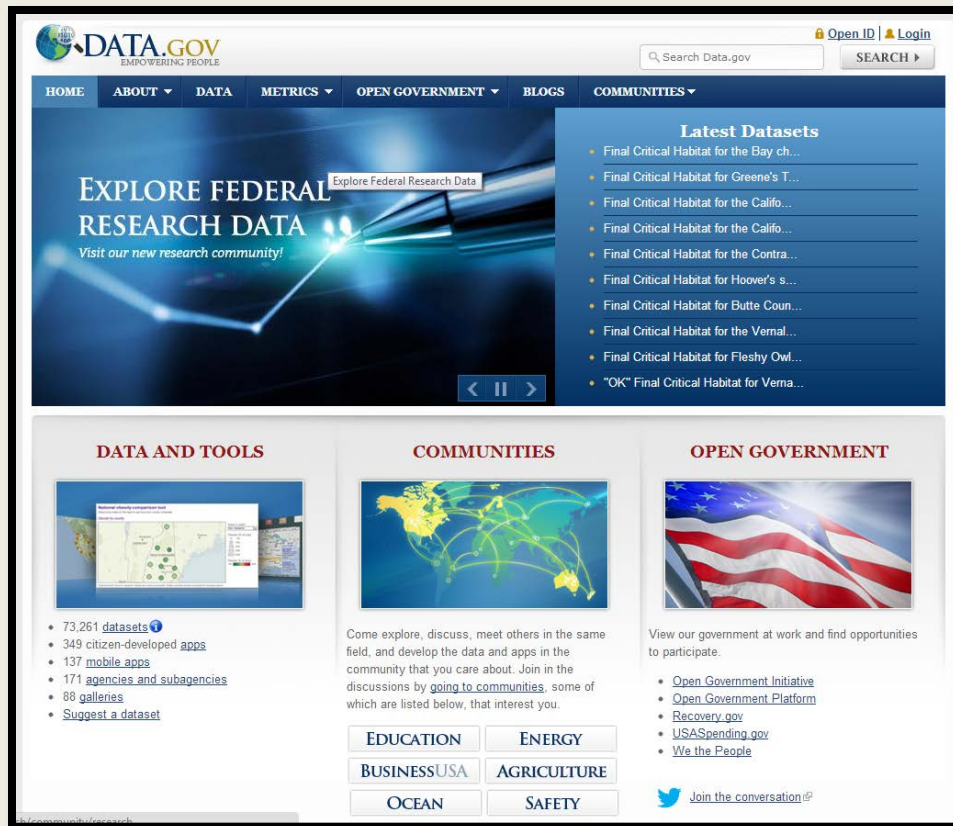 DATA.GOV
EMPOWERING PEOPLE
Open ID | Login
Search Data.gov
SEARCH
HOME ABOUT DATA METRICS OPEN GOVERNMENT BLOGS COMMUNITIES
EXPLORE FEDERAL
RESEARCH DATA
Visit our new research community!
Explore Federal Research Data
Latest Datasets
Final Critical Habitat for the Bay ch...
Final Critical Habitat for Greene's T...
Final Critical Habitat for the Califo...
Final Critical Habitat for the Califo...
Final Critical Habitat for the Contra...
Final Critical Habitat for Hoover's s...
Final Critical Habitat for Butte Coun...
Final Critical Habitat for the Vernal...
Final Critical Habitat for Fleshy Owl...
"OK" Final Critical Habitat for Verna...
DATA AND TOOLS
National obesity comparison tool
73,261 datasets
349 citizen-developed apps
137 mobile apps
171 agencies and subagencies
88 galleries
Suggest a dataset
COMMUNITIES
Come explore, discuss, meet others in the same
field, and develop the data and apps in the
community that you care about. Join in the
discussions by going to communities, some of
which are listed below, that interest you.
EDUCATION ENERGY
BUSINESSUSA AGRICULTURE
OCEAN SAFETY
OPEN GOVERNMENT
View our government at work and find opportunities
to participate.
Open Government Initiative
Open Government Platform
Recovery.gov
USASpending.gov
We the People
Join the conversation